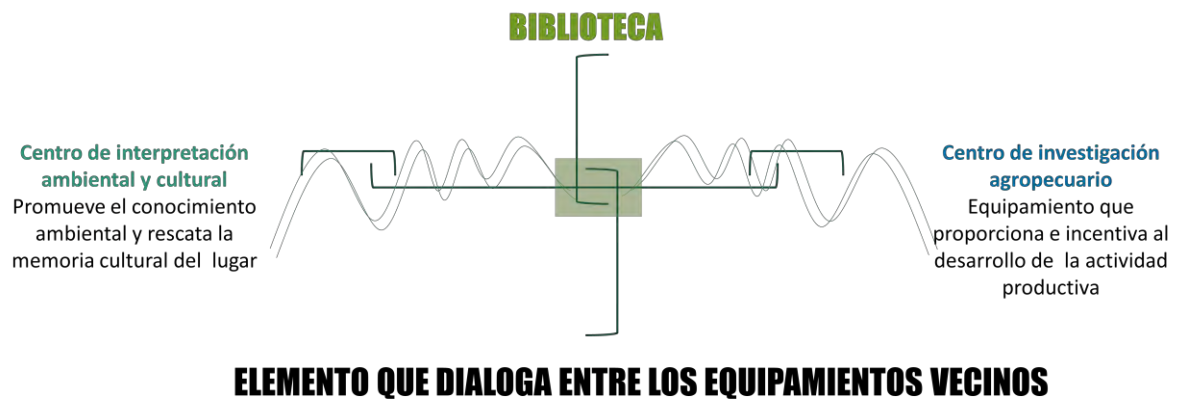 BIBLIOTECA
Centro de interpretación
ambiental y cultural
Promueve el conocimiento
ambiental y rescata la
memoria cultural del lugar
Centro de investigación
agropecuario
Equipamiento que
proporciona e incentiva al
desarrollo de la actividad
productiva
ELEMENTO QUE DIALOGA ENTRE LOS EQUIPAMIENTOS VECINOS